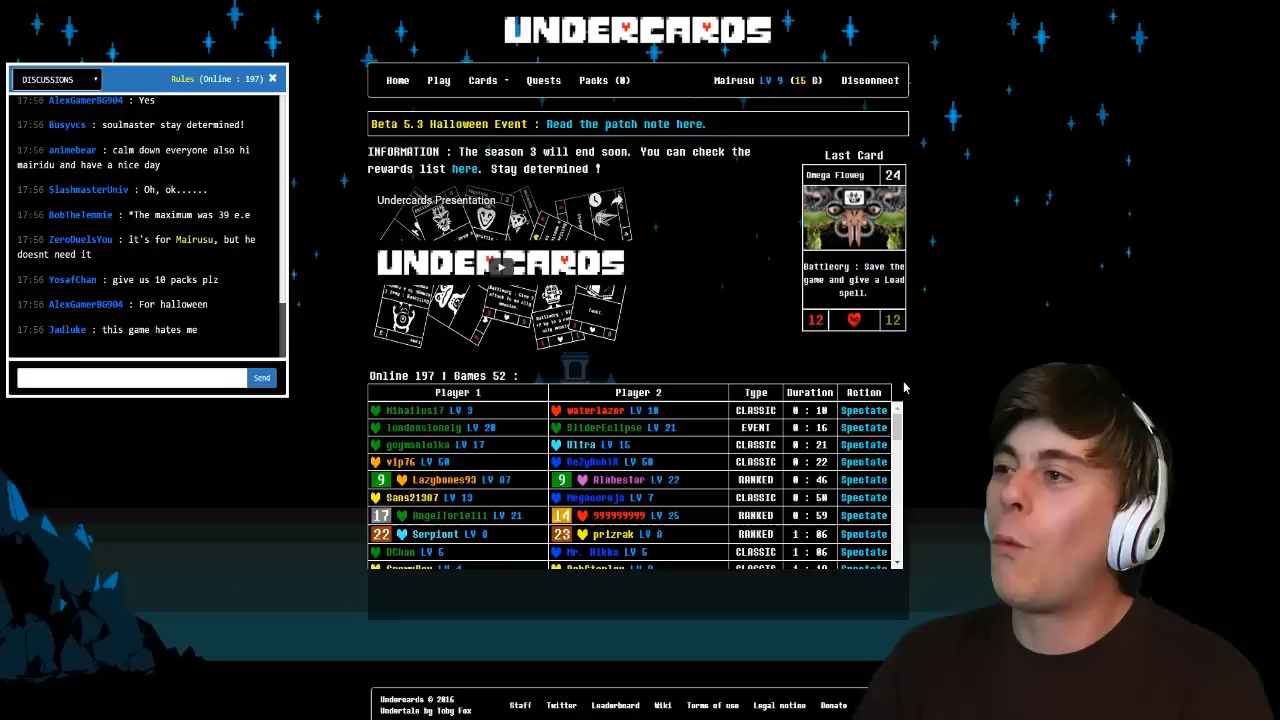 UNDERCARDS
DISCUSSIONS
Rules (Online : 197) ✖
17:56 AlexGamerBG904 : Yes
17:56 Busyvcs : soulmaster stay determined!
17:56 animebear : calm down everyone also hi
mairidu and have a nice day
17:56 SlashmasterUniv : Oh, ok......
17:56 BobTheTemmie : *The maximum was 39 e.e
17:56 ZeroDuelsYou : it's for Mairusu, but he
doesnt need it
17:56 YosafChan : give us 10 packs plz
17:56 AlexGamerBG904 : For halloween
17:56 Jadluke : this game hates me
Send
Home Play Cards Quests Packs (0) Mairusu LV 9 (15 G) Disconnect
Beta 5.3 Halloween Event : Read the patch note here.
INFORMATION : The season 3 will end soon. You can check the
rewards list here. Stay determined !
Undercards Presentation
UNDERCARDS
Last Card
Omega Flowey 24
Battlecry : Save the
game and give a Load
spell.
12 12
Online 197 | Games 52 :
Player 1 Player 2 Type Duration Action
Mihailus17 LV 3 waterlazer LV 10 CLASSIC 0 : 10 Spectate
londonslonely LV 20 SliderEclipse LV 21 EVENT 0 : 16 Spectate
gogmanlolka LV 17 Ultra LV 15 CLASSIC 0 : 21 Spectate
vip76 LV 50 LV 50 CLASSIC 0 : 22 Spectate
9 Lazybones93 LV 87 9 Alabestar LV 22 RANKED 0 : 46 Spectate
Sans21307 LV 13 LV 7 CLASSIC 0 : 50 Spectate
17 AngelToriel11 LV 21 14 999999999 LV 25 RANKED 0 : 59 Spectate
22 Serpiont LV 8 23 prizrak LV 8 RANKED 1 : 06 Spectate
DChan LV 5 Mr. Nikka LV 5 CLASSIC 1 : 06 Spectate
Undercards © 2016
Undertale by Toby Fox
Staff Twitter Leaderboard Wiki Terms of use Legal notice Donate